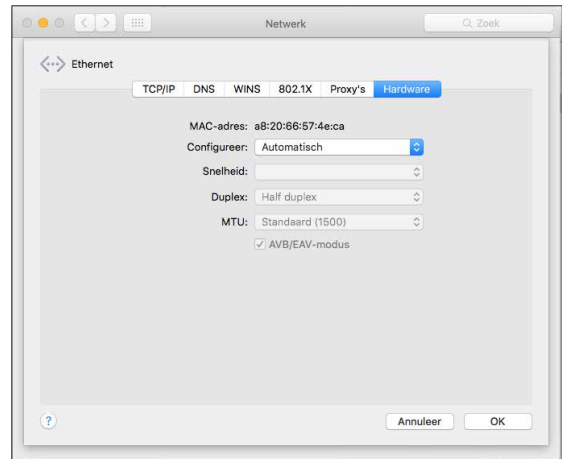 Netwerk
Zoek
Ethernet
TCP/IP DNS WINS 802.1X Proxy's Hardware
MAC-adres: a8:20:66:57:4e:ca
Configureer: Automatisch
Snelheid:
Duplex: Half duplex
MTU: Standaard (1500)
AVB/EAV-modus
? Annuleer OK